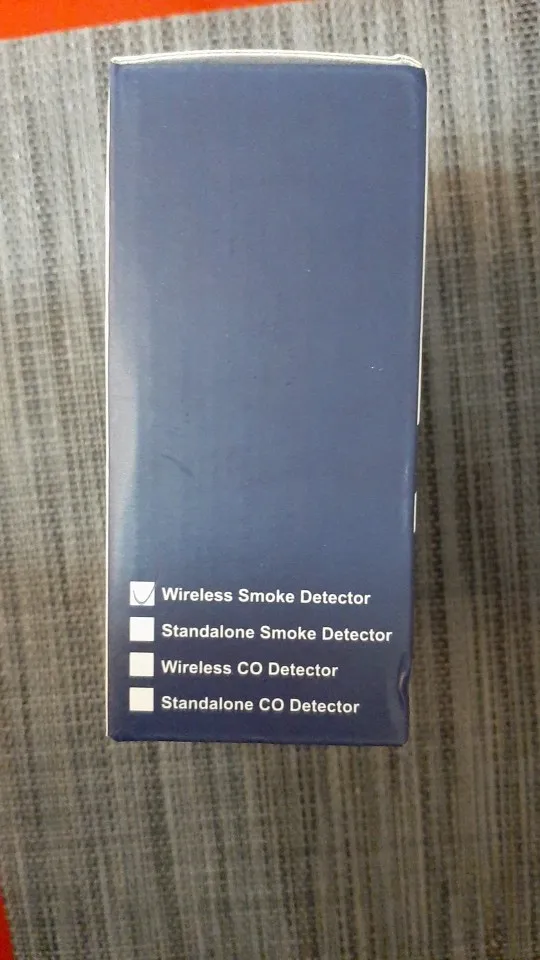 Wireless Smoke Detector
Standalone Smoke Detector
Wireless CO Detector
Standalone CO Detector